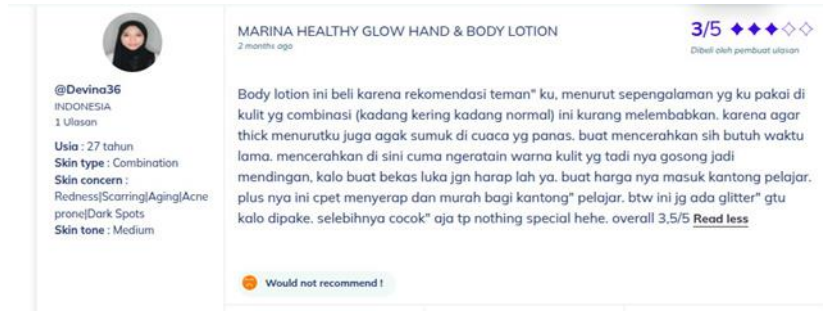 @Devina36
INDONESIA
1 Ulasan
Usia : 27 tahun
Skin type : Combination
Skin concern :
Redness|Scarring|Aging|Acne
prone|Dark Spots
Skin tone : Medium
MARINA HEALTHY GLOW HAND & BODY LOTION
2 months ago
3/5
Dibeli oleh pembuat ulasan
Body lotion ini beli karena rekomendasi teman" ku, menurut sepengalaman yg ku pakai di
kulit yg combinasi (kadang kering kadang normal) ini kurang melembabkan. karena agar
thick menurutku juga agak sumuk di cuaca yg panas. buat mencerahkan sih butuh waktu
lama. mencerahkan di sini cuma ngeratain warna kulit yg tadi nya gosong jadi
mendingan, kalo buat bekas luka jgn harap lah ya. buat harga nya masuk kantong pelajar.
plus nya ini cpet menyerap dan murah bagi kantong" pelajar. btw ini jg ada glitter" gtu
kalo dipake. selebihnya cocok" aja tp nothing special hehe. overall 3,5/5 Read less
Would not recommend !